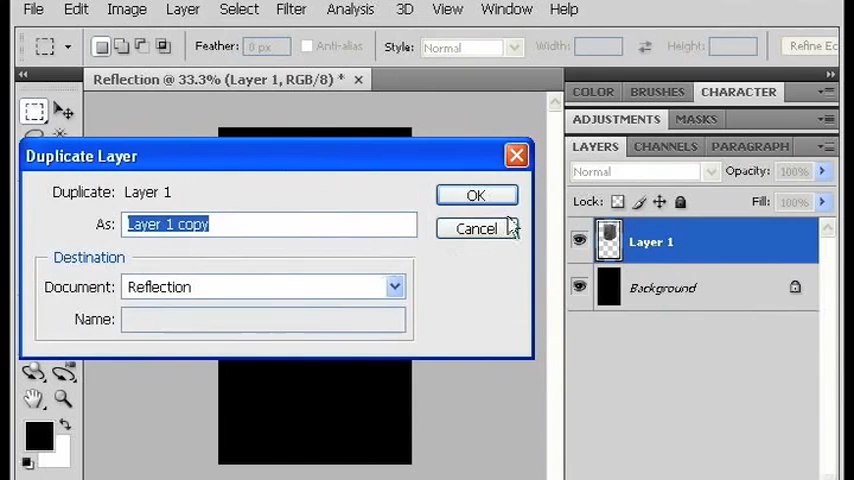 File Edit Image Layer Select Filter Analysis 3D View Window Help
Feather: 0 px Anti-alias Style: Normal Width: Height: Refine
Reflection @ 33.3% (Layer 1, RGB/8) *
COLOR BRUSHES CHARACTER
ADJUSTMENTS MASKS
LAYERS CHANNELS PARAGRAPH
Normal Opacity: 100%
Lock: Fill: 100%
Layer 1
Background
Duplicate Layer
Duplicate: Layer 1
As: Layer 1 copy
OK
Cancel
Destination
Document: Reflection
Name: